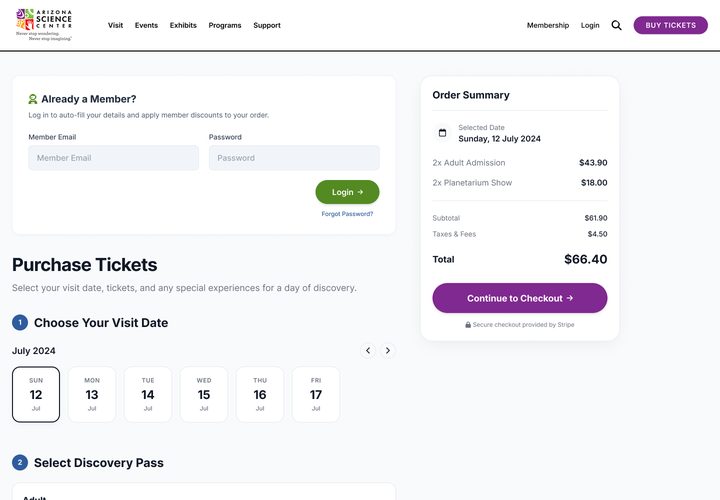 ARIZONA
SCIENCE
CENTER
Never stop wondering.
Never stop imagining.
Visit Events Exhibits Programs Support
Membership Login BUY TICKETS
Already a Member?
Log in to auto-fill your details and apply member discounts to your order.
Member Email Password
Member Email Password
Login →
Forgot Password?
Purchase Tickets
Select your visit date, tickets, and any special experiences for a day of discovery.
1 Choose Your Visit Date
July 2024
SUN MON TUE WED THU FRI
12 13 14 15 16 17
Jul Jul Jul Jul Jul Jul
2 Select Discovery Pass
Adult
Order Summary
Selected Date
Sunday, 12 July 2024
2x Adult Admission $43.90
2x Planetarium Show $18.00
Subtotal $61.90
Taxes & Fees $4.50
Total $66.40
Continue to Checkout →
Secure checkout provided by Stripe